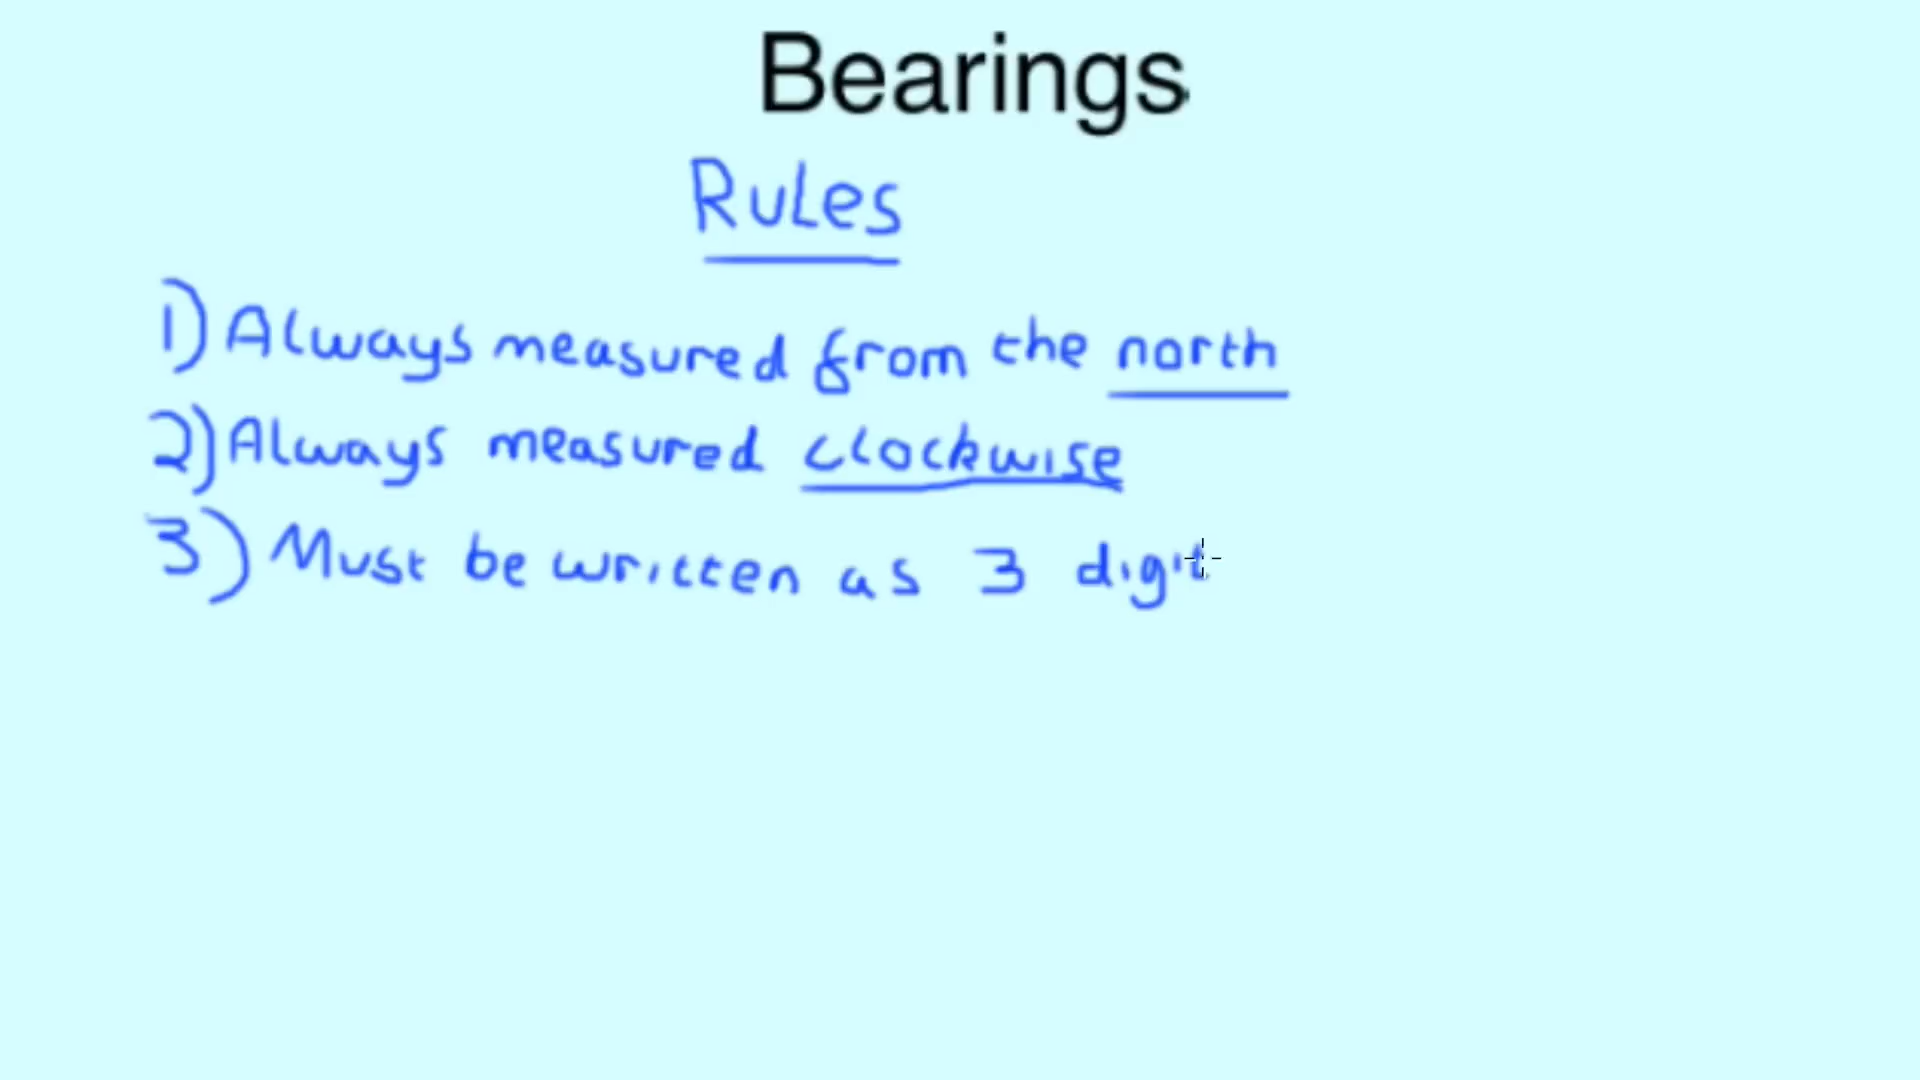 Bearings
Rules
1) Always measured from the north
2) Always measured clockwise
3) Must be written as 3 digit